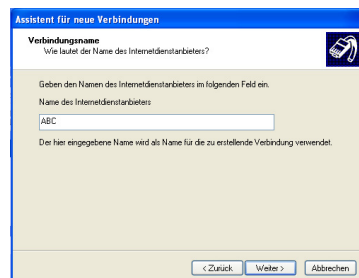 Assistent für neue Verbindungen
Verbindungsname
Wie lautet der Name des Internetdienstanbieters?
Geben den Namen des Internetdienstanbieters im folgenden Feld ein.
Name des Internetdienstanbieters
ABC
Der hier eingegebene Name wird als Name für die zu erstellende Verbindung verwendet.
< Zurück Weiter > Abbrechen